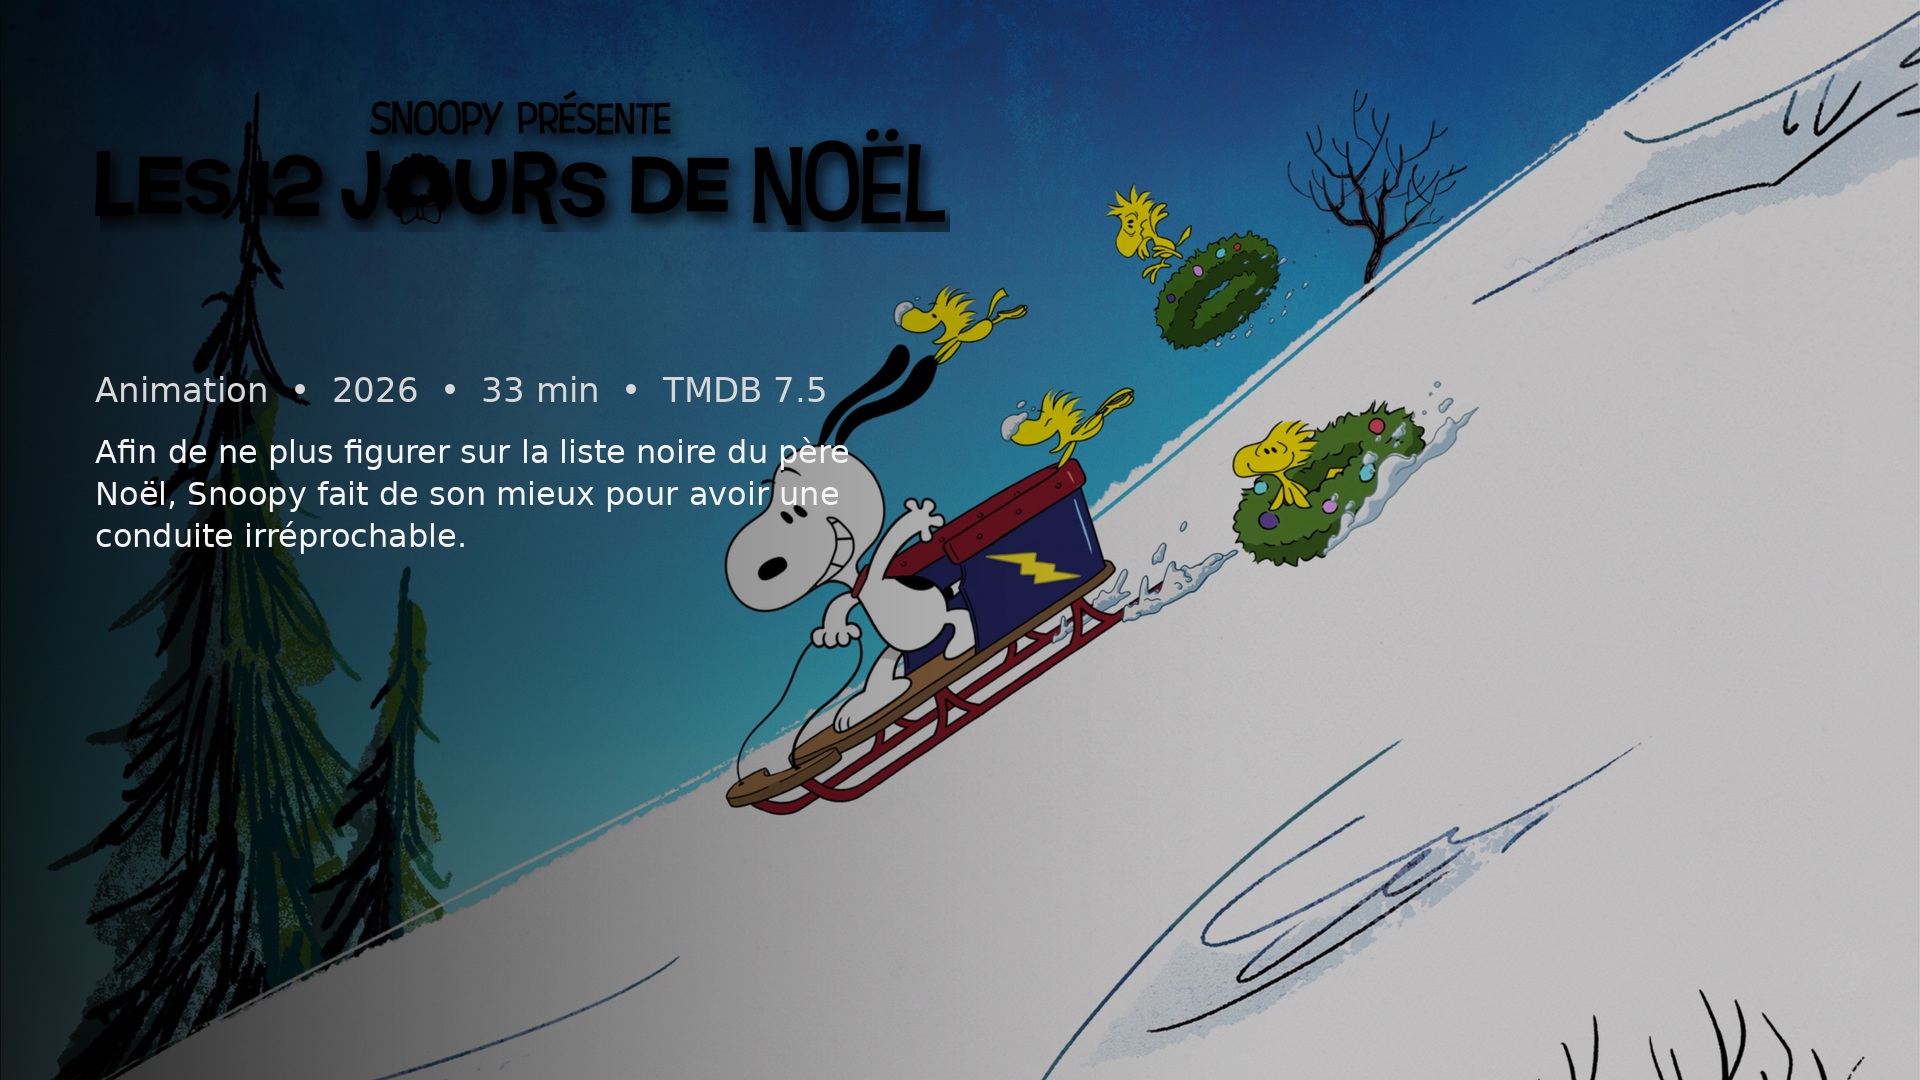 SNOOPY PRÉSENTE
LES 12 JOURS DE NOËL
Animation • 2026 • 33 min • TMDB 7.5
Afin de ne plus figurer sur la liste noire du père
Noël, Snoopy fait de son mieux pour avoir une
conduite irréprochable.